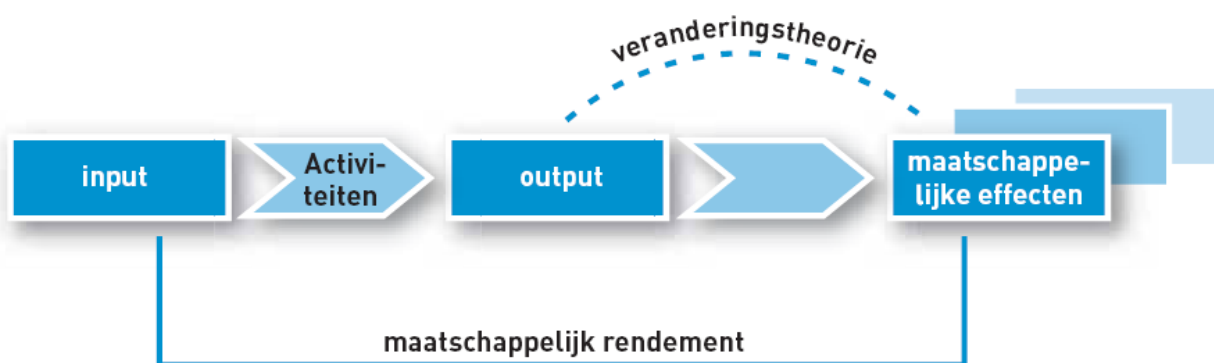 veranderingstheorie
input
Activi-
teiten
output
maatschappe-
lijke effecten
maatschappelijk rendement